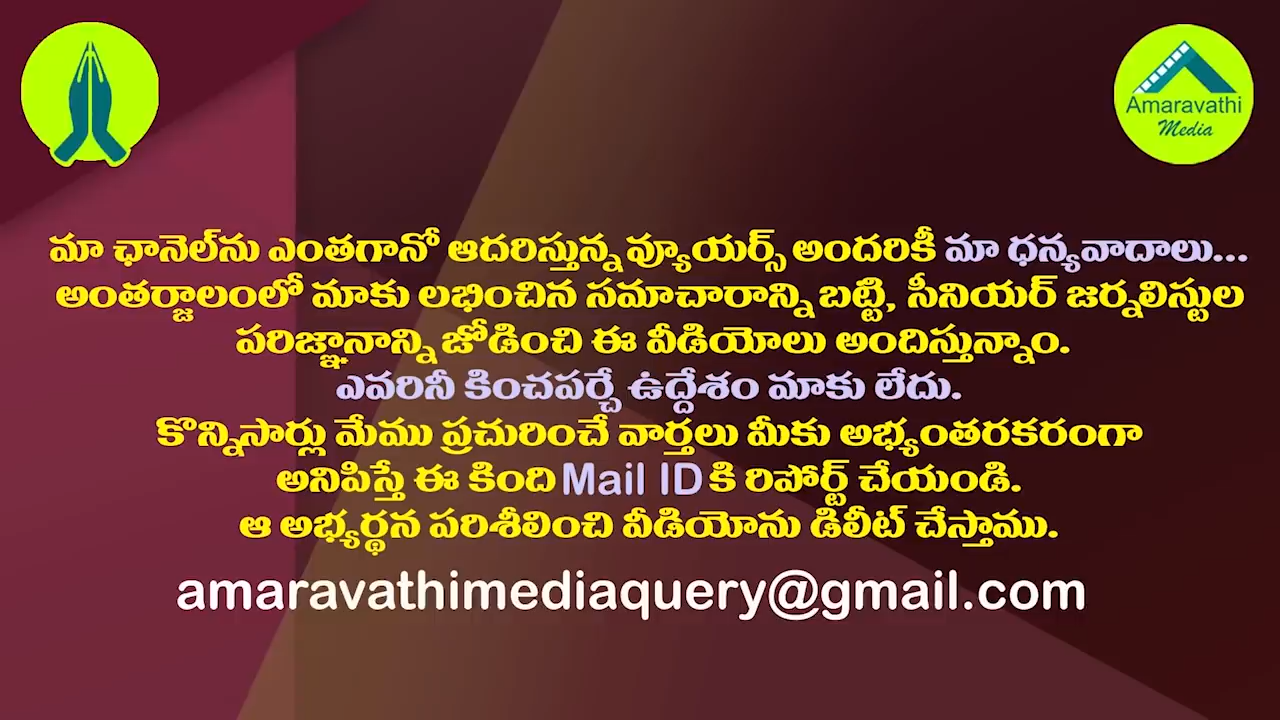 Amaravathi
Media
మా ఛానెల్‌ను ఎంతగానో ఆదరిస్తున్న వ్యూయర్స్ అందరికీ మా ధన్యవాదాలు...
అంతర్జాలంలో మాకు లభించిన సమాచారాన్ని బట్టి, సీనియర్ జర్నలిస్టుల
పరిజ్ఞానాన్ని జోడించి ఈ వీడియోలు అందిస్తున్నాం.
ఎవరినీ కించపర్చే ఉద్దేశం మాకు లేదు.
కొన్నిసార్లు మేము ప్రచురించే వార్తలు మీకు అభ్యంతరకరంగా
అనిపిస్తే ఈ కింది Mail ID కి రిపోర్ట్ చేయండి.
ఆ అభ్యర్థన పరిశీలించి వీడియోను డిలీట్ చేస్తాము.
amaravathimediaquery@gmail.com